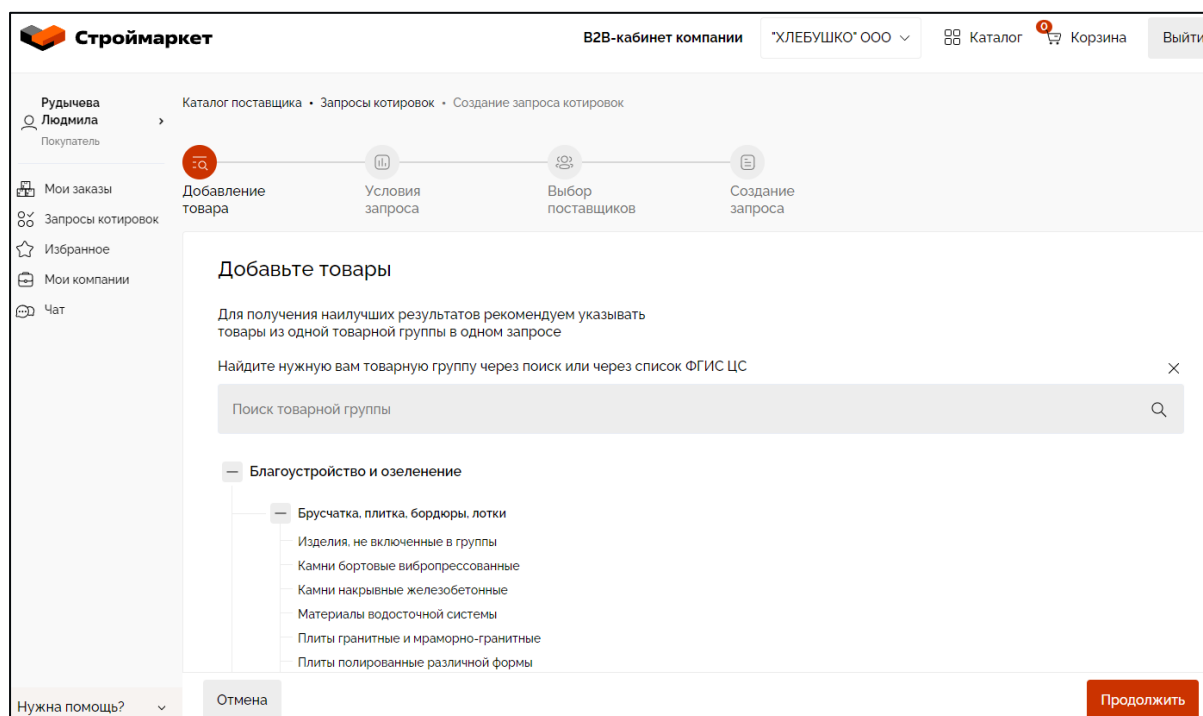 Строймаркет
B2B-кабинет компании
"ХЛЕБУШКО" ООО
Каталог
0
Корзина
Выйти
Рудычева
Людмила
Покупатель
Мои заказы
Запросы котировок
Избранное
Мои компании
Чат
Нужна помощь?
Каталог поставщика • Запросы котировок • Создание запроса котировок
Добавление
товара
Условия
запроса
Выбор
поставщиков
Создание
запроса
Добавьте товары
Для получения наилучших результатов рекомендуем указывать
товары из одной товарной группы в одном запросе
Найдите нужную вам товарную группу через поиск или через список ФГИС ЦС
Поиск товарной группы
Благоустройство и озеленение
Брусчатка, плитка, бордюры, лотки
Изделия, не включенные в группы
Камни бортовые вибропрессованные
Камни накрывные железобетонные
Материалы водосточной системы
Плиты гранитные и мраморно-гранитные
Плиты полированные различной формы
Отмена
Продолжить